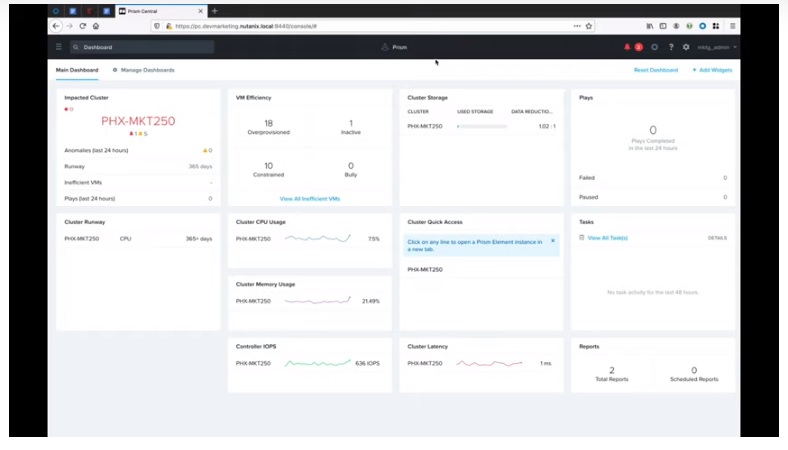 Prism Central
https://pc.devmarketing.nutanix.local:9440/console/#
Dashboard
Prism
mktg_admin
Main Dashboard
Manage Dashboards
Reset Dashboard
+ Add Widgets
Impacted Cluster
PHX-MKT250
Anomalies (last 24 hours) 0
Runway 365 days
Inefficient VMs -
Plays (last 24 hours) 0
VM Efficiency
18 1
Overprovisioned Inactive
10 0
Constrained Bully
View All Inefficient VMs
Cluster Storage
CLUSTER USED STORAGE DATA REDUCTIO...
PHX-MKT250 1.02 : 1
Plays
0
Plays Completed
in the last 24 hours
Failed 0
Paused 0
Cluster Runway
PHX-MKT250 CPU 365+ days
Cluster CPU Usage
PHX-MKT250
Cluster Memory Usage
PHX-MKT250 21.49%
Controller IOPS
PHX-MKT250 636 IOPS
Cluster Quick Access
Click on any line to open a Prism Element instance in
a new tab.
PHX-MKT250
Cluster Latency
PHX-MKT250 1 ms
Tasks
View All Task(s) DETAILS
No task activity for the last 48 hours
Reports
2 0
Total Reports Scheduled Reports